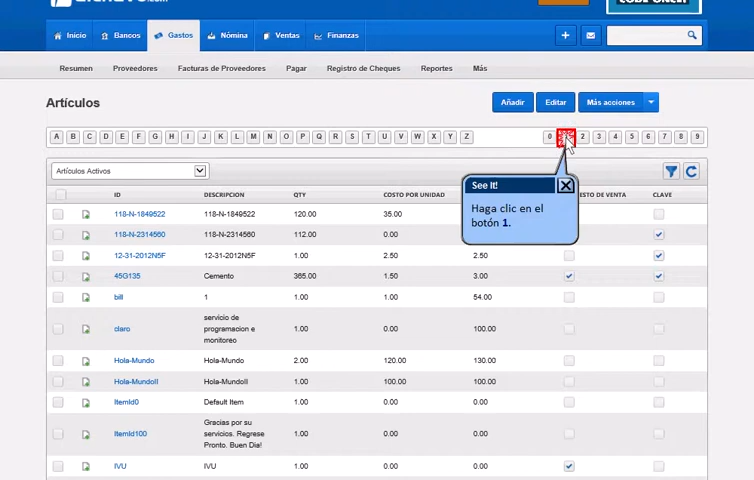 Inicio Bancos Gastos Nómina Ventas Finanzas
Resumen Proveedores Facturas de Proveedores Pagar Registro de Cheques Reportes Más
Artículos
Añadir Editar Más acciones
A B C D E F G H I J K L M N O P Q R S T U V W X Y Z 0 2 3 4 5 6 7 8 9
Artículos Activos
See It!
Haga clic en el
botón 1.
ID DESCRIPCION QTY COSTO POR UNIDAD ESTO DE VENTA CLAVE
118-N-1849522 118-N-1849522 120.00 35.00
118-N-2314560 118-N-2314560 112.00 0.00
12-31-2012N5F 12-31-2012N5F 1.00 2.50 2.50
45G135 Cemento 365.00 1.50 3.00
bill 1 1.00 1.00 54.00
claro servicio de programacion e monitoreo 1.00 0.00 100.00
Hola-Mundo Hola-Mundo 2.00 120.00 130.00
Hola-MundoII Hola-MundoII 1.00 100.00 100.00
ItemId0 Default Item 1.00 0.00 0.00
ItemId100 Gracias por su servicios. Regrese Pronto. Buen Dia! 1.00 0.00 0.00
IVU IVU 1.00 0.00 0.00